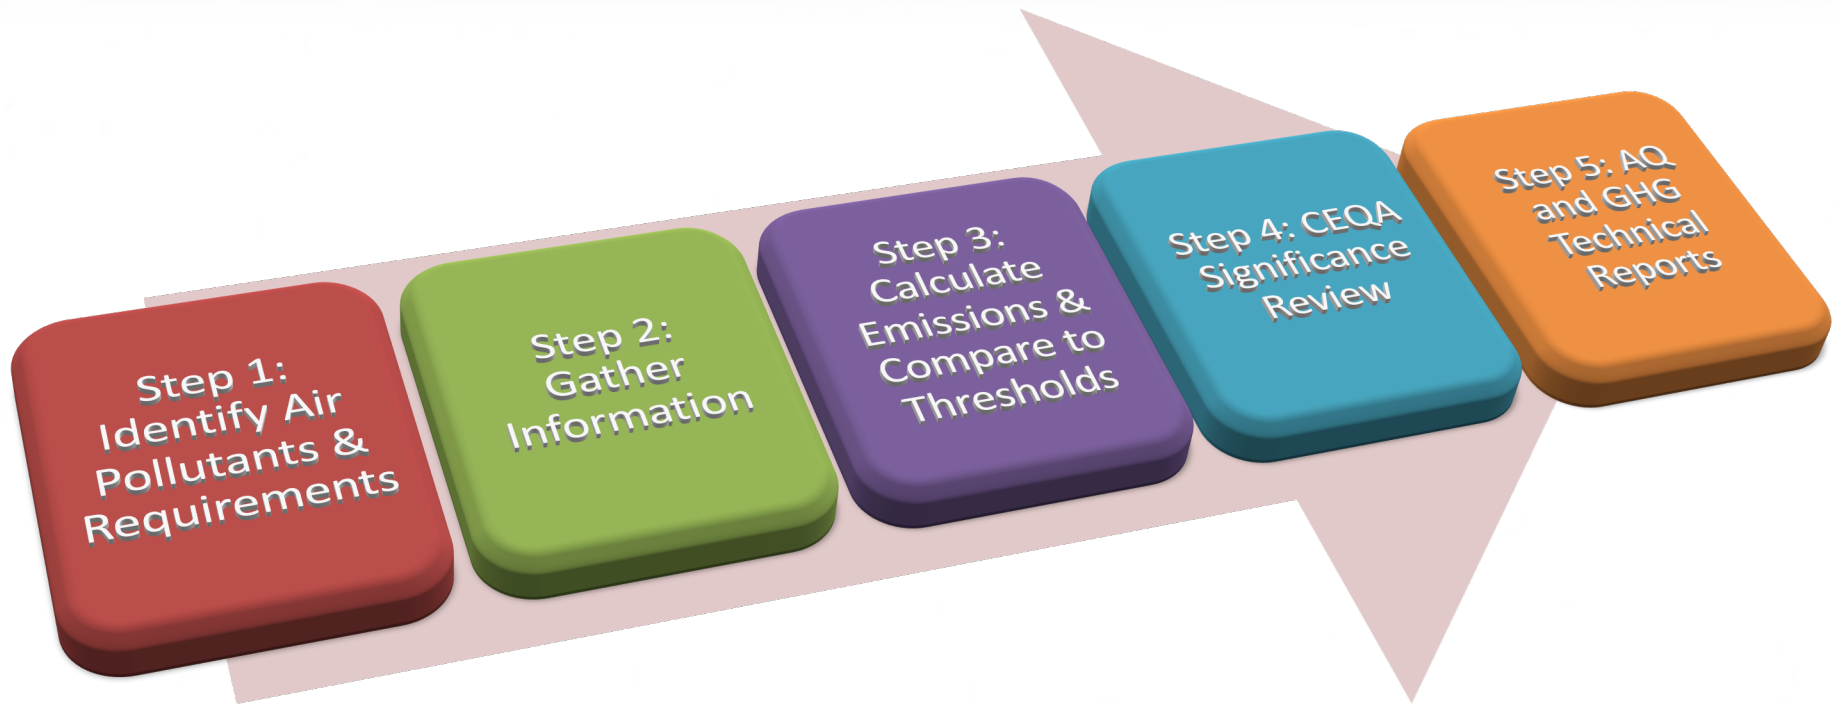 Step 1:
Identify Air
Pollutants &
Requirements
Step 2:
Gather
Information
Step 3:
Calculate
Emissions &
Compare to
Thresholds
Step 4: CEQA
Significance
Review
Step 5: AQ
and GHG
Technical
Reports